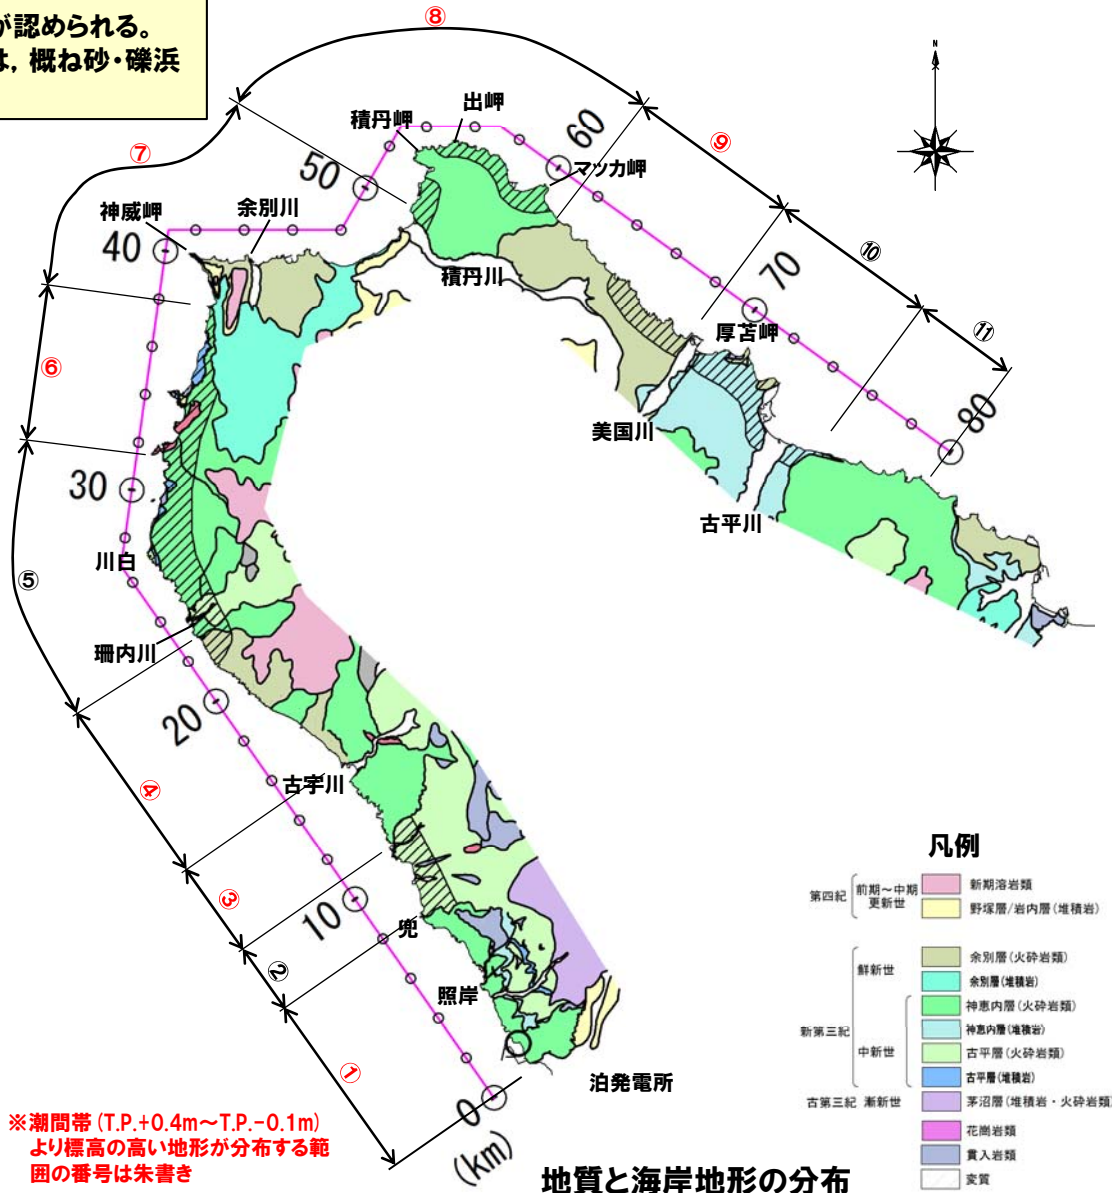 が認められる。
は, 概ね砂・礫浜
⑧
N
出岬
積丹岬
60
⑨
⑦
マッカ岬
50
神威岬
余別川
40
積丹川
⑩
70
厚苫岬
⑪
⑥
80
美国川
30
古平川
川白
⑤
珊内川
20
④
古宇川
凡例
第四紀
前期~中期
更新世
新期溶岩類
野塚層/岩内層(堆積岩)
③
10
兜
②
照岸
鮮新世
余別層(火砕岩類)
余別層(堆積岩)
新第三紀
神恵内層(火砕岩類)
神恵内層(堆積岩)
中新世
古平層(火砕岩類)
古平層(堆積岩)
古第三紀 漸新世
茅沼層(堆積岩・火砕岩類)
花崗岩類
貫入岩類
変質
①
泊発電所
0
(km)
※潮間帯(T.P.+0.4m~T.P.-0.1m)
より標高の高い地形が分布する範
囲の番号は朱書き
地質と海岸地形の分布